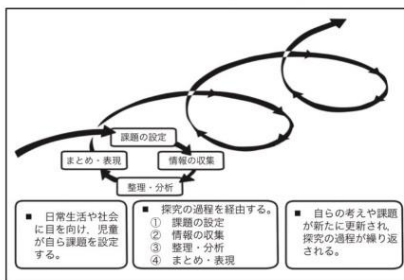 課題の設定
まとめ・表現
情報の収集
整理・分析
■ 日常生活や社会
に目を向け，児童
が自ら課題を設定
する。
■ 探究の過程を経由する。
① 課題の設定
② 情報の収集
③ 整理・分析
④ まとめ・表現
■ 自らの考えや課題
が新たに更新され，
探究の過程が繰り返
される。